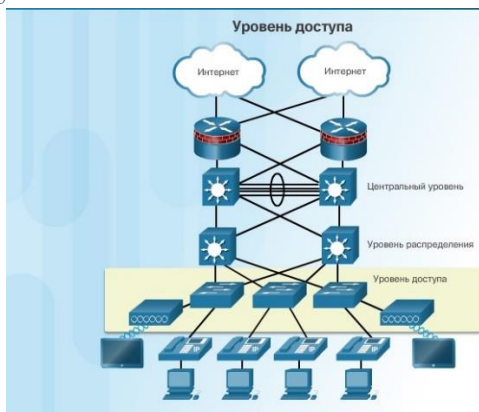 Уровень доступа
Интернет Интернет
Центральный уровень
Уровень распределения
Уровень доступа